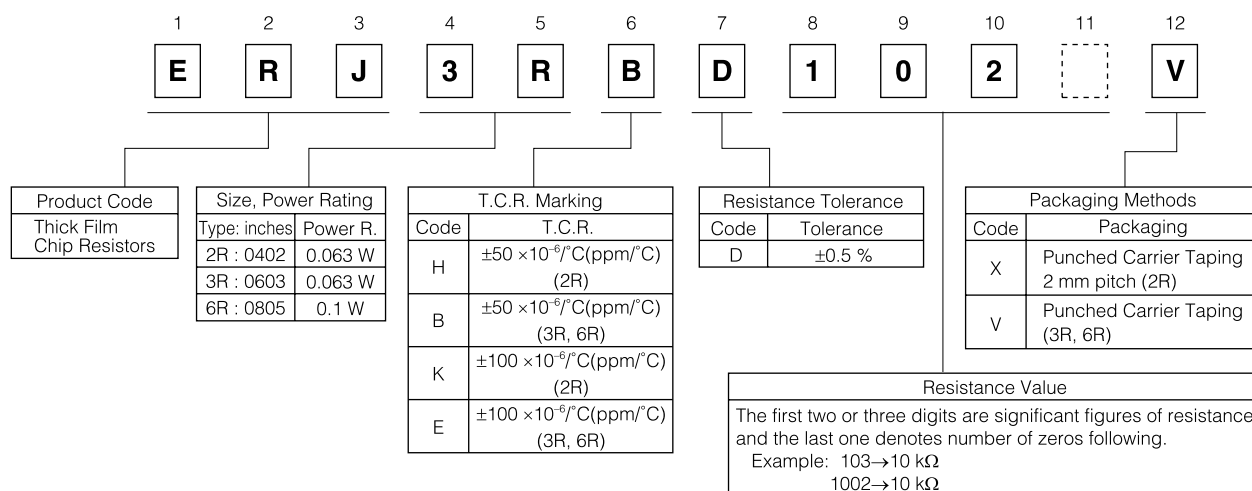 1 2 3 4 5 6 7 8 9 10 11 12
E R J 3 R B D 1 0 2 V
Product Code
Thick Film
Chip Resistors
Size, Power Rating
Type: inches Power R.
2R : 0402 0.063 W
3R : 0603 0.063 W
6R : 0805 0.1 W
T.C.R. Marking
Code T.C.R.
H ±50 ×10⁻⁶/°C(ppm/°C)
(2R)
B ±50 ×10⁻⁶/°C(ppm/°C)
(3R, 6R)
K ±100 ×10⁻⁶/°C(ppm/°C)
(2R)
E ±100 ×10⁻⁶/°C(ppm/°C)
(3R, 6R)
Resistance Tolerance
Code Tolerance
D ±0.5 %
Packaging Methods
Code Packaging
X Punched Carrier Taping
2 mm pitch (2R)
V Punched Carrier Taping
(3R, 6R)
Resistance Value
The first two or three digits are significant figures of resistance
and the last one denotes number of zeros following.
Example: 103→10 kΩ
1002→10 kΩ